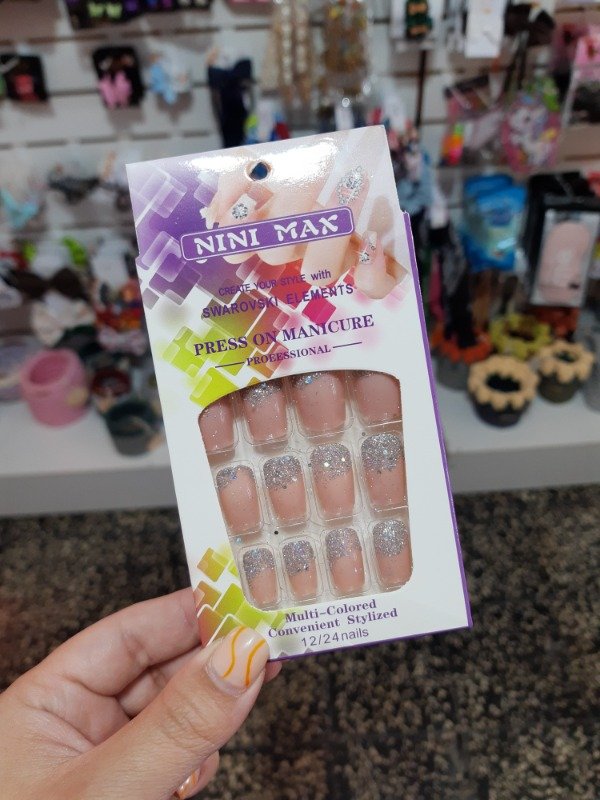 NINI MAX
CREATE YOUR STYLE with
SWAROVSKI ELEMENTS
PRESS ON MANICURE
PROFESSIONAL
Multi-Colored
Convenient Stylized
12/24nails